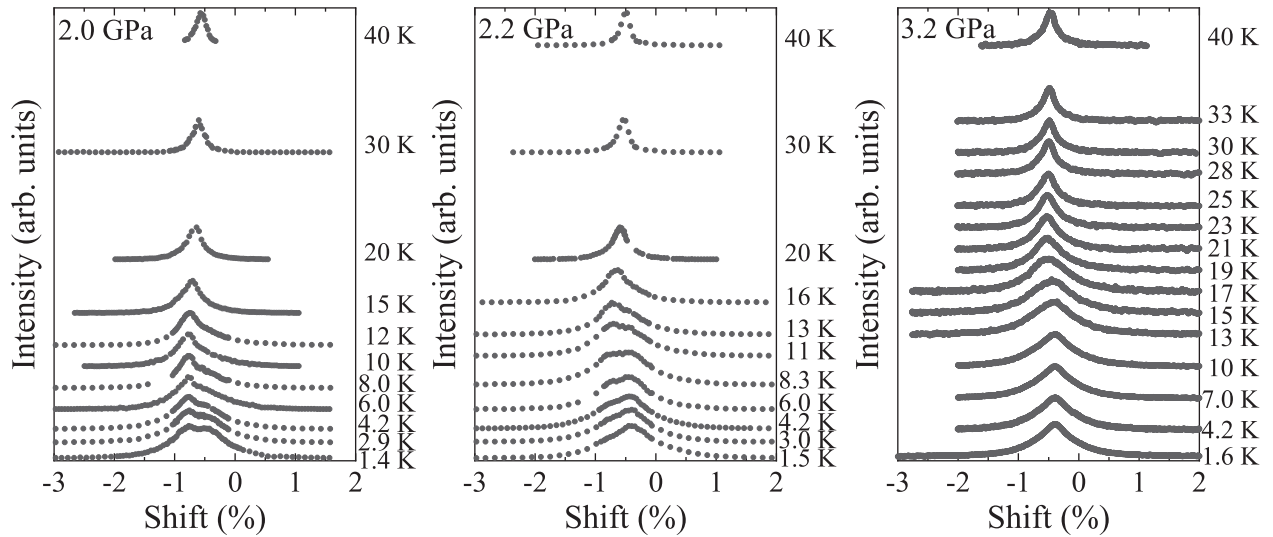 2.0 GPa
40 K
30 K
20 K
15 K
12 K
10 K
8.0 K
6.0 K
4.2 K
2.9 K
1.4 K
Intensity (arb. units)
-3 -2 -1 0 1 2
Shift (%)
2.2 GPa
40 K
30 K
20 K
16 K
13 K
11 K
8.3 K
6.0 K
4.2 K
3.0 K
1.5 K
Intensity (arb. units)
-3 -2 -1 0 1 2
Shift (%)
3.2 GPa
40 K
33 K
30 K
28 K
25 K
23 K
21 K
19 K
17 K
15 K
13 K
10 K
7.0 K
4.2 K
1.6 K
Intensity (arb. units)
-3 -2 -1 0 1 2
Shift (%)